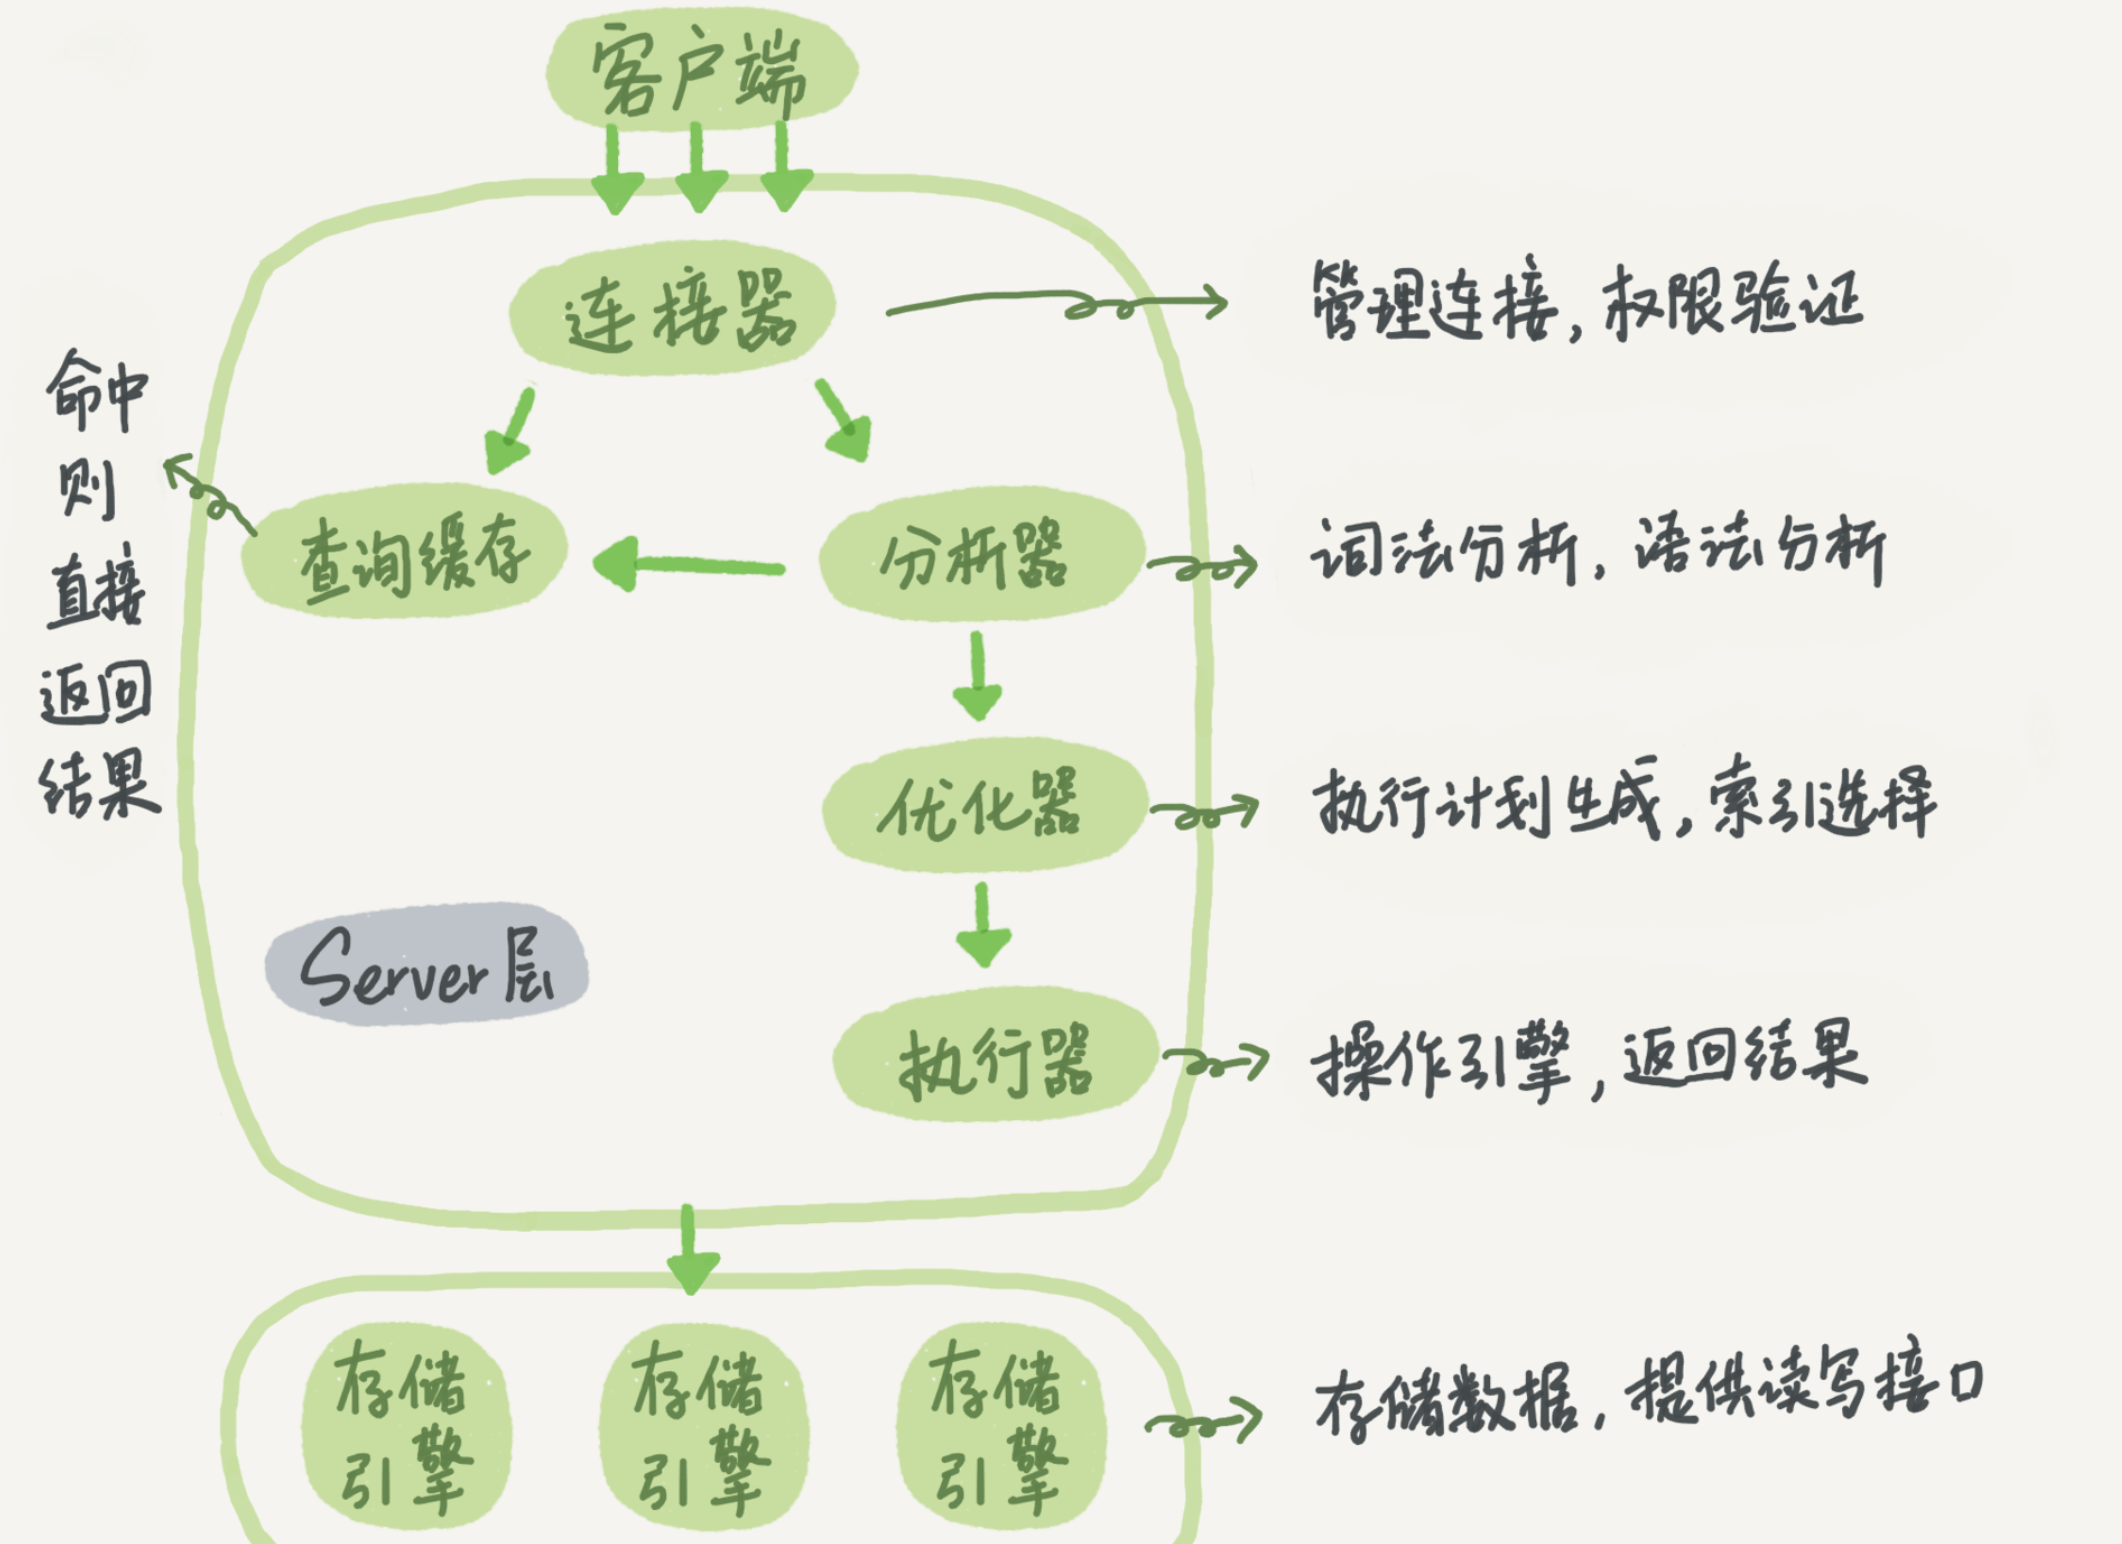 客户端
连接器
管理连接，权限验证
命中
则
直接
返回
结果
查询缓存
分析器
词法分析，语法分析
优化器
执行计划生成，索引选择
Server层
执行器
操作引擎，返回结果
存储
引擎
存储
引擎
存储
引擎
存储数据，提供读写接口